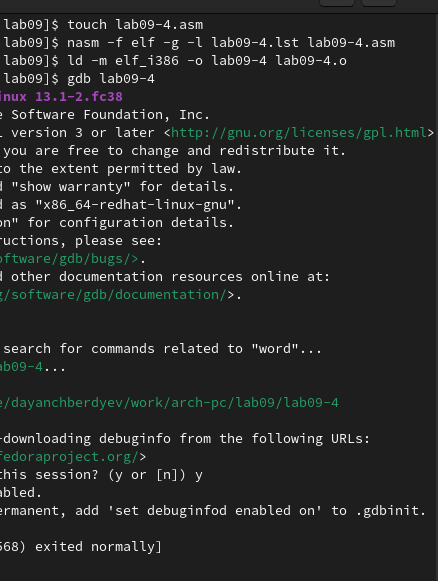 lab09]$ touch lab09-4.asm
lab09]$ nasm -f elf -g -l lab09-4.lst lab09-4.asm
lab09]$ ld -m elf_i386 -o lab09-4 lab09-4.o
lab09]$ gdb lab09-4
inux 13.1-2.fc38
e Software Foundation, Inc.
L version 3 or later <http://gnu.org/licenses/gpl.html>
you are free to change and redistribute it.
to the extent permitted by law.
d "show warranty" for details.
d as "x86_64-redhat-linux-gnu".
on" for configuration details.
ructions, please see:
oftware/gdb/bugs/>.
d other documentation resources online at:
g/software/gdb/documentation/>.
search for commands related to "word"...
ab09-4...
e/dayanchberdyev/work/arch-pc/lab09/lab09-4
-downloading debuginfo from the following URLs:
fedoraproject.org/>
this session? (y or [n]) y
abled.
ermanent, add 'set debuginfod enabled on' to .gdbinit.
568) exited normally]